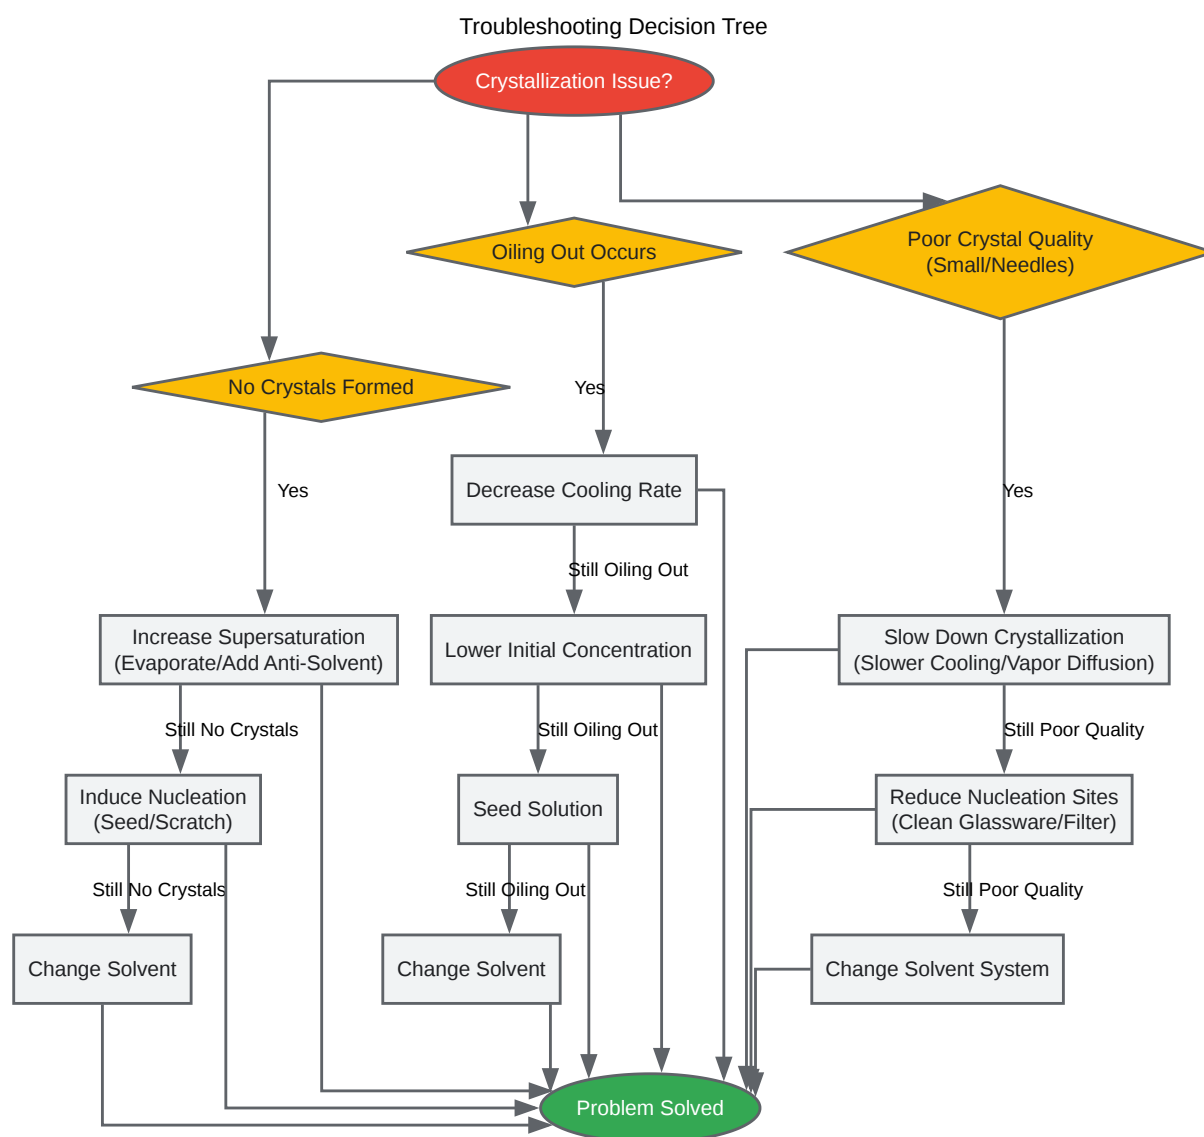 Troubleshooting Decision Tree
Crystallization Issue?
Oiling Out Occurs
Poor Crystal Quality
(Small/Needles)
No Crystals Formed
Yes
Yes
Yes
Decrease Cooling Rate
Still Oiling Out
Increase Supersaturation
(Evaporate/Add Anti-Solvent)
Lower Initial Concentration
Slow Down Crystallization
(Slower Cooling/Vapor Diffusion)
Still No Crystals
Still Oiling Out
Still Poor Quality
Induce Nucleation
(Seed/Scratch)
Seed Solution
Reduce Nucleation Sites
(Clean Glassware/Filter)
Still No Crystals
Still Oiling Out
Still Poor Quality
Change Solvent
Change Solvent
Change Solvent System
Problem Solved